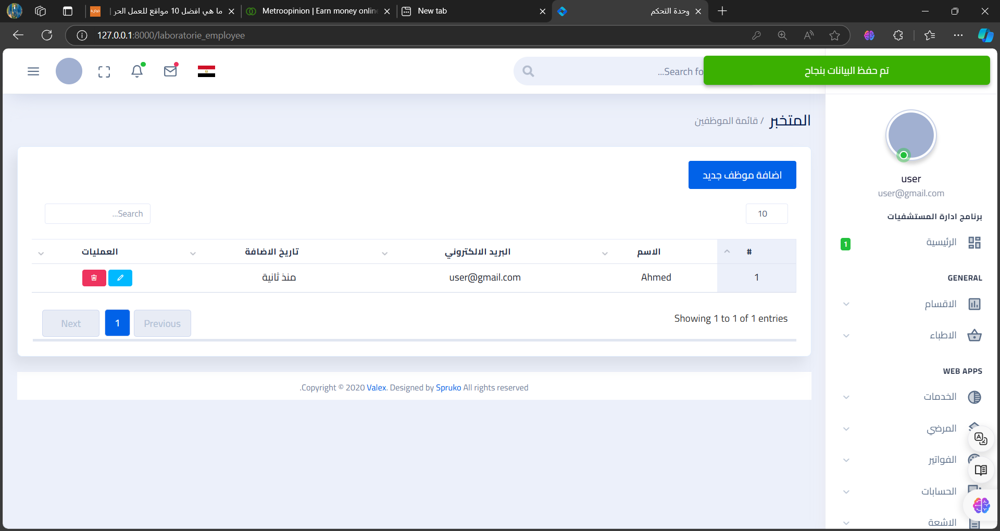 ما هي افضل 10 مواقع للعمل الحر |
Metroopinion | Earn money online
New tab
وحدة التحكم
127.0.0.1:8000/laboratorie_employee
...Search fo
تم حفظ البيانات بنجاح
المتخبر / قائمة الموظفين
اضافة موظف جديد
10
...Search
# الاسم البريد الالكتروني تاريخ الاضافة العمليات
1 Ahmed user@gmail.com منذ ثانية
Showing 1 to 1 of 1 entries
Previous 1 Next
.Copyright © 2020 Valex. Designed by Spruko All rights reserved
user
user@gmail.com
برنامج ادارة المستشفيات
الرئيسية 1
GENERAL
الاقسام
الاطباء
WEB APPS
الخدمات
المرضي
الفواتير
الحسابات
الاشعة